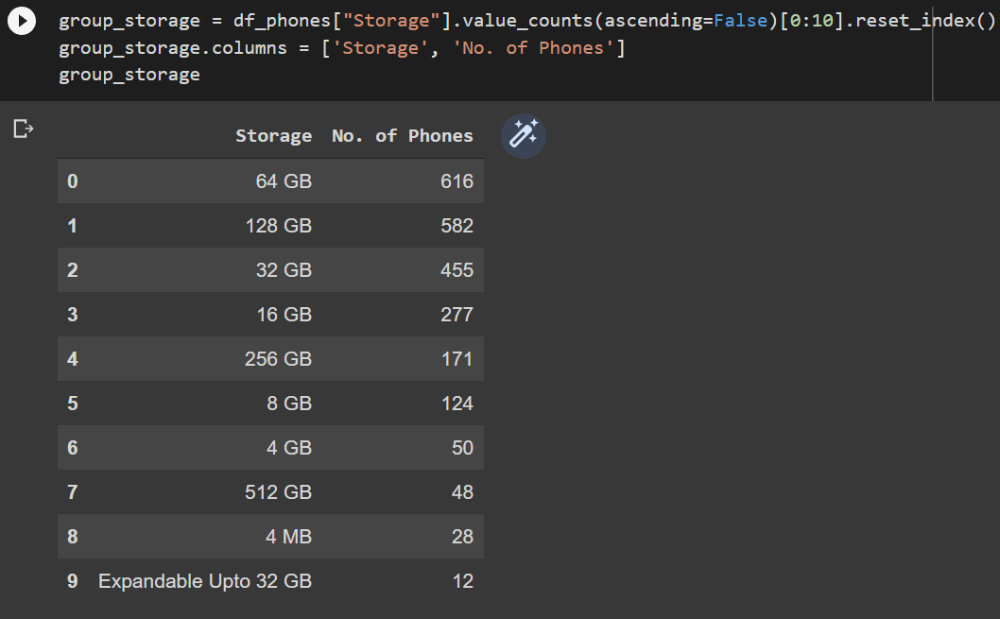 group_storage = df_phones["Storage"].value_counts(ascending=False)[0:10].reset_index()
group_storage.columns = ['Storage', 'No. of Phones']
group_storage
Storage No. of Phones
0 64 GB 616
1 128 GB 582
2 32 GB 455
3 16 GB 277
4 256 GB 171
5 8 GB 124
6 4 GB 50
7 512 GB 48
8 4 MB 28
9 Expandable Upto 32 GB 12